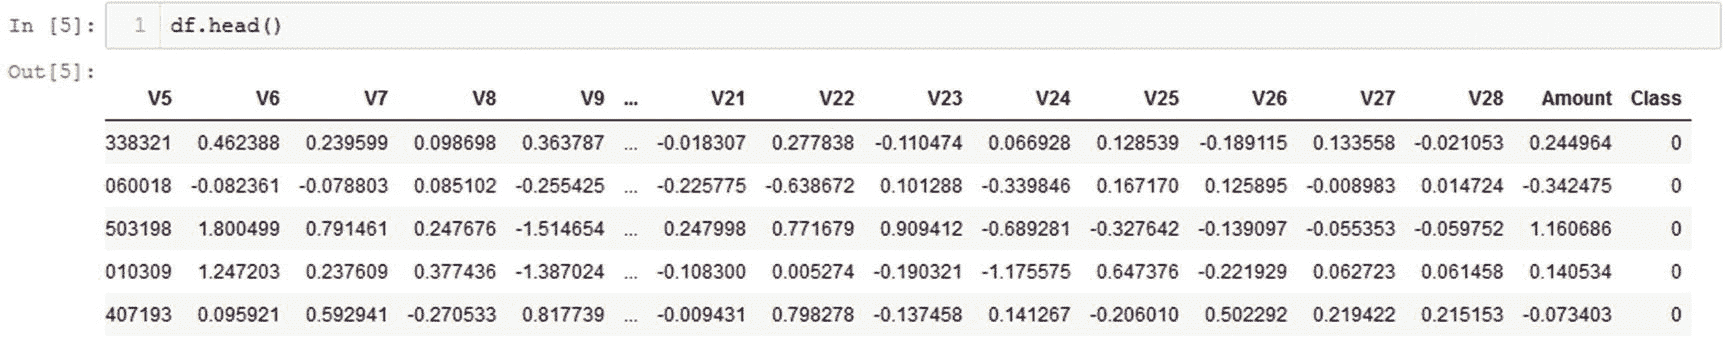 In [5]: 1 df.head()
Out[5]:
V5 V6 V7 V8 V9 ... V21 V22 V23 V24 V25 V26 V27 V28 Amount Class
338321 0.462388 0.239599 0.098698 0.363787 ... -0.018307 0.277838 -0.110474 0.066928 0.128539 -0.189115 0.133558 -0.021053 0.244964 0
060018 -0.082361 -0.078803 0.085102 -0.255425 ... -0.225775 -0.638672 0.101288 -0.339846 0.167170 0.125895 -0.008983 0.014724 -0.342475 0
503198 1.800499 0.791461 0.247676 -1.514654 ... 0.247998 0.771679 0.909412 -0.689281 -0.327642 -0.139097 -0.055353 -0.059752 1.160686 0
010309 1.247203 0.237609 0.377436 -1.387024 ... -0.108300 0.005274 -0.190321 -1.175575 0.647376 -0.221929 0.062723 0.061458 0.140534 0
407193 0.095921 0.592941 -0.270533 0.817739 ... -0.009431 0.798278 -0.137458 0.141267 -0.206010 0.502292 0.219422 0.215153 -0.073403 0